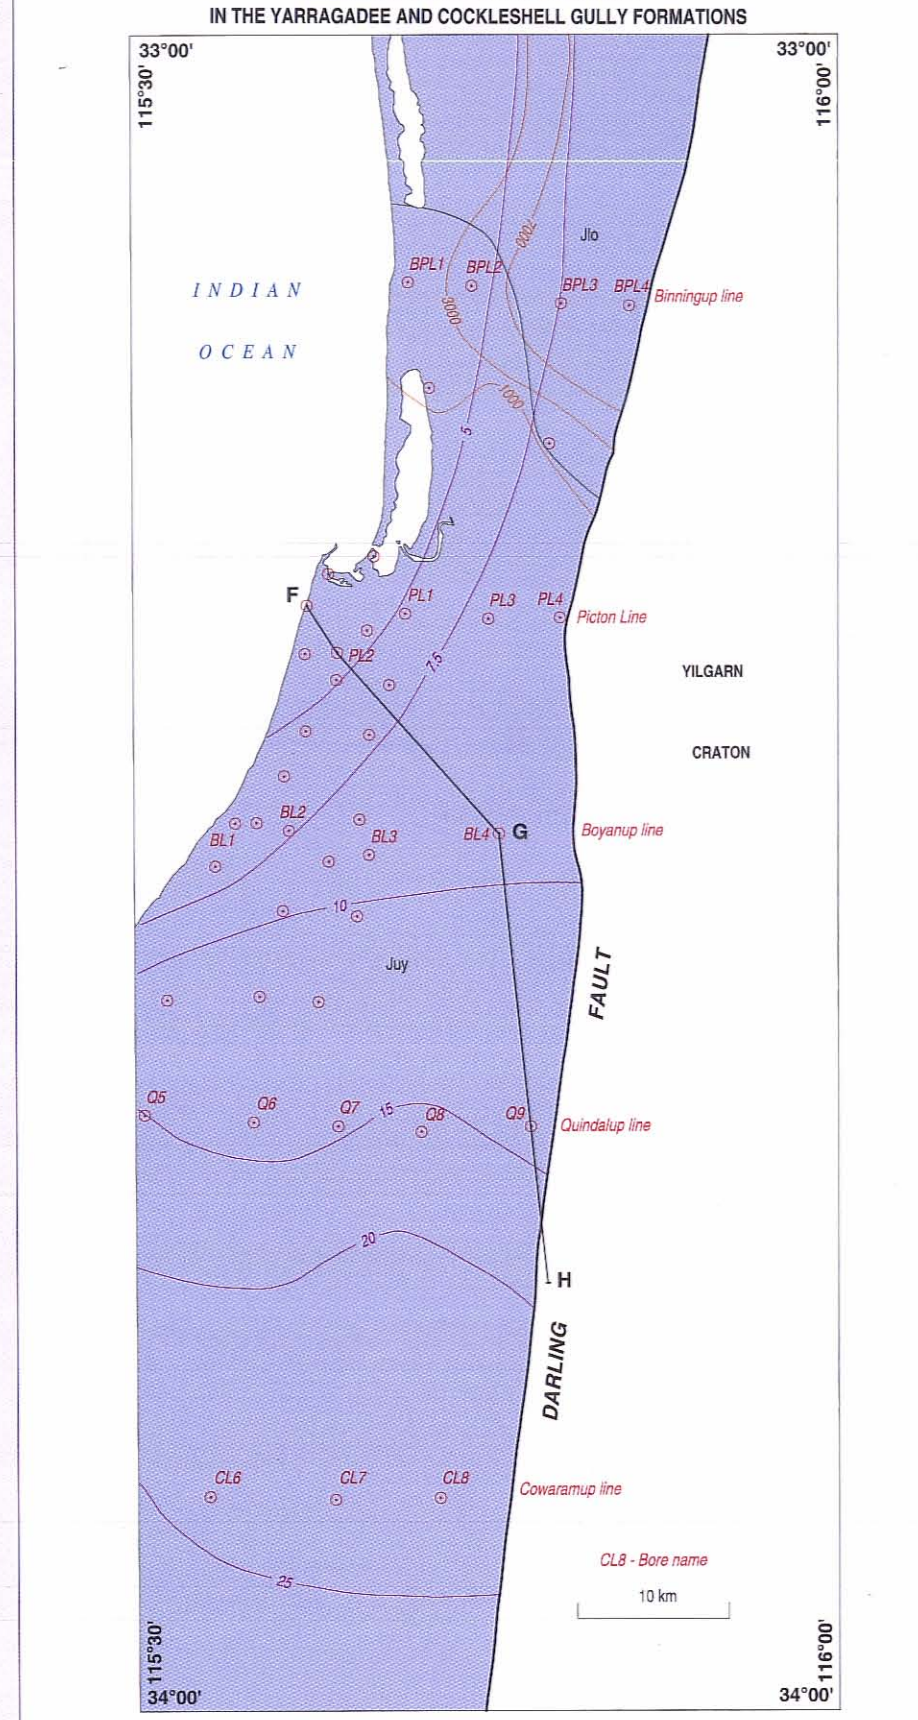 IN THE YARRAGADEE AND COCKLESHELL GULLY FORMATIONS
33°00'
33°00'
115°30'
116°00'
Jlo
7000
INDIAN
OCEAN
BPL1
BPL2
BPL3
BPL4
Binningup line
3000
1000
5
F
PL1
PL3
PL4
Picton Line
PL2
7.5
YILGARN
CRATON
BL1
BL2
BL3
BL4
G
Boyanup line
10
Juy
FAULT
Q5
Q6
Q7
15
Q8
Q9
Quindalup line
20
H
DARLING
CL6
CL7
CL8
Cowaramup line
CL8 - Bore name
25
10 km
115°30'
116°00'
34°00'
34°00'